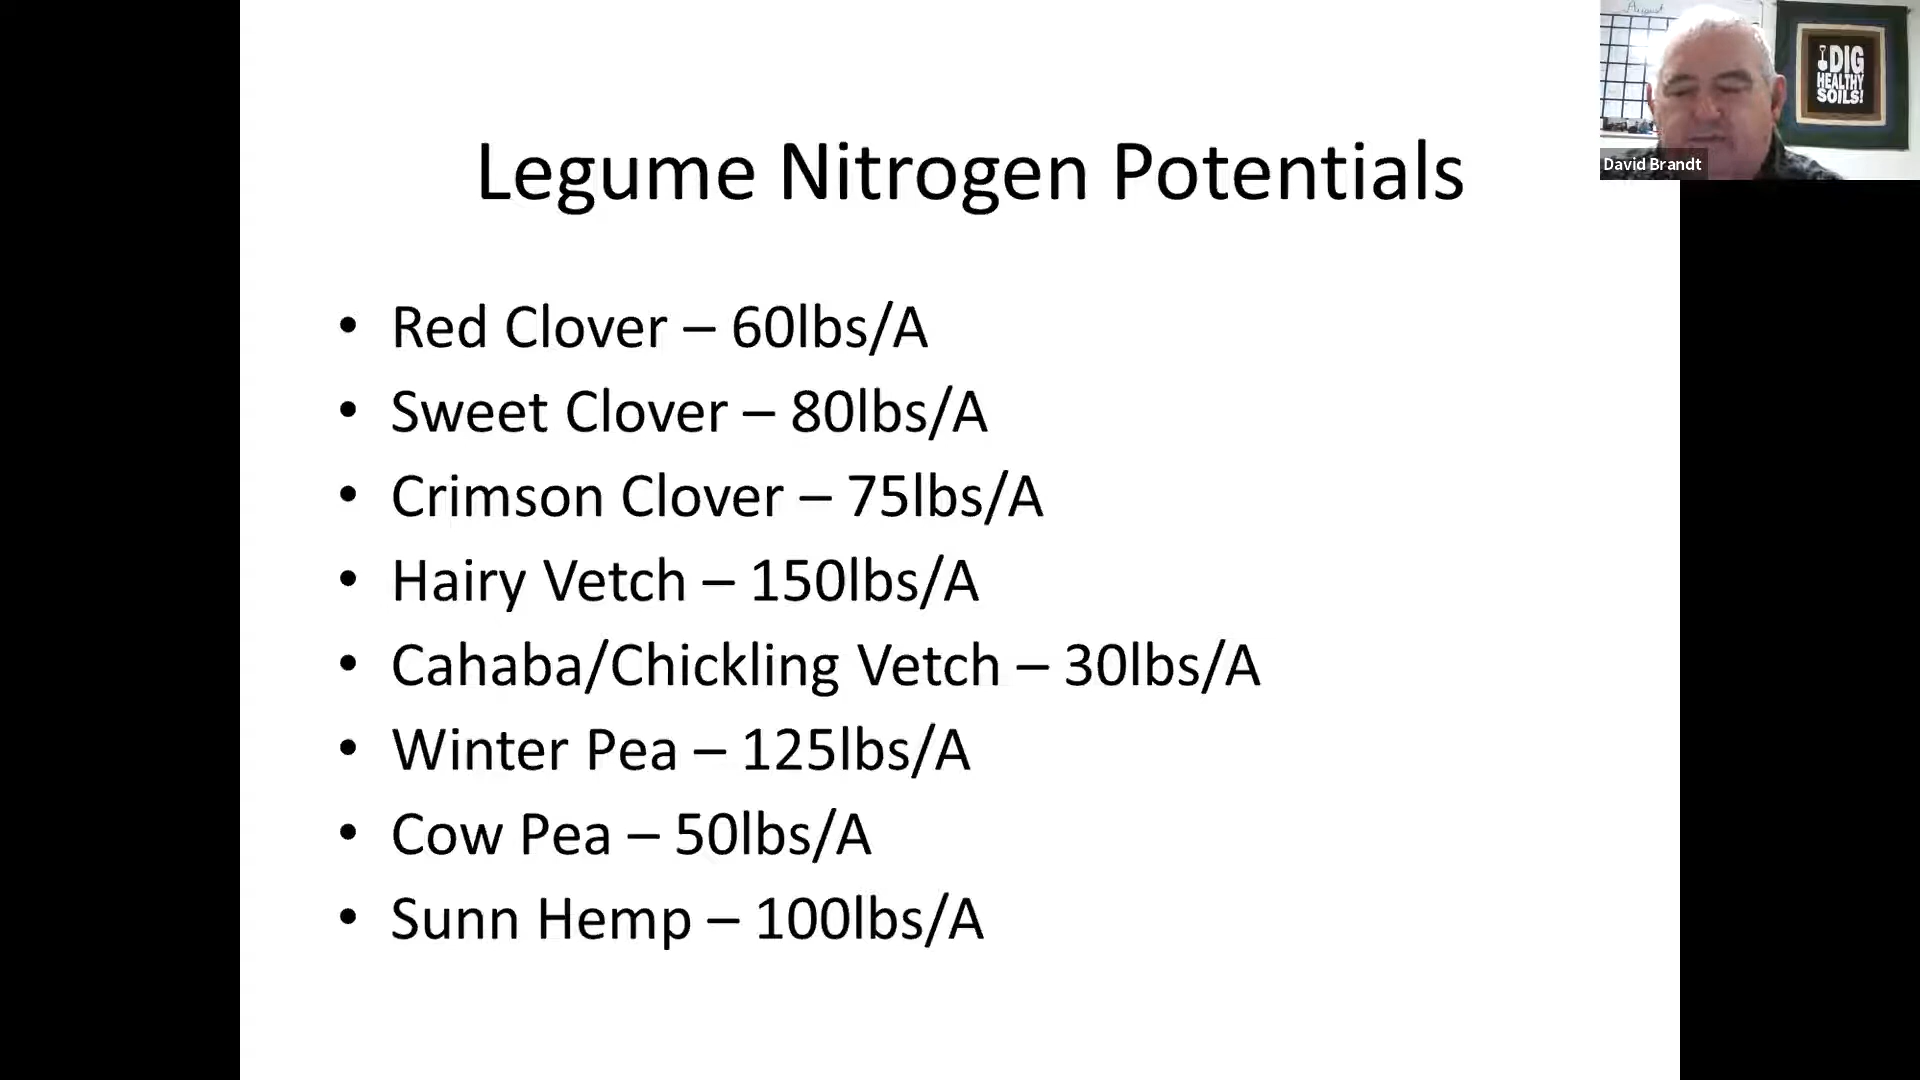 Legume Nitrogen Potentials
• Red Clover – 60lbs/A
• Sweet Clover – 80lbs/A
• Crimson Clover – 75lbs/A
• Hairy Vetch – 150lbs/A
• Cahaba/Chickling Vetch – 30lbs/A
• Winter Pea – 125lbs/A
• Cow Pea – 50lbs/A
• Sunn Hemp – 100lbs/A
August
DIG
HEALTHY
SOILS!
David Brandt